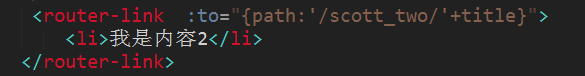 <router-link  :to="{path:'/scott_two/'+title}">
<li>我是内容2</li>
</router-link>